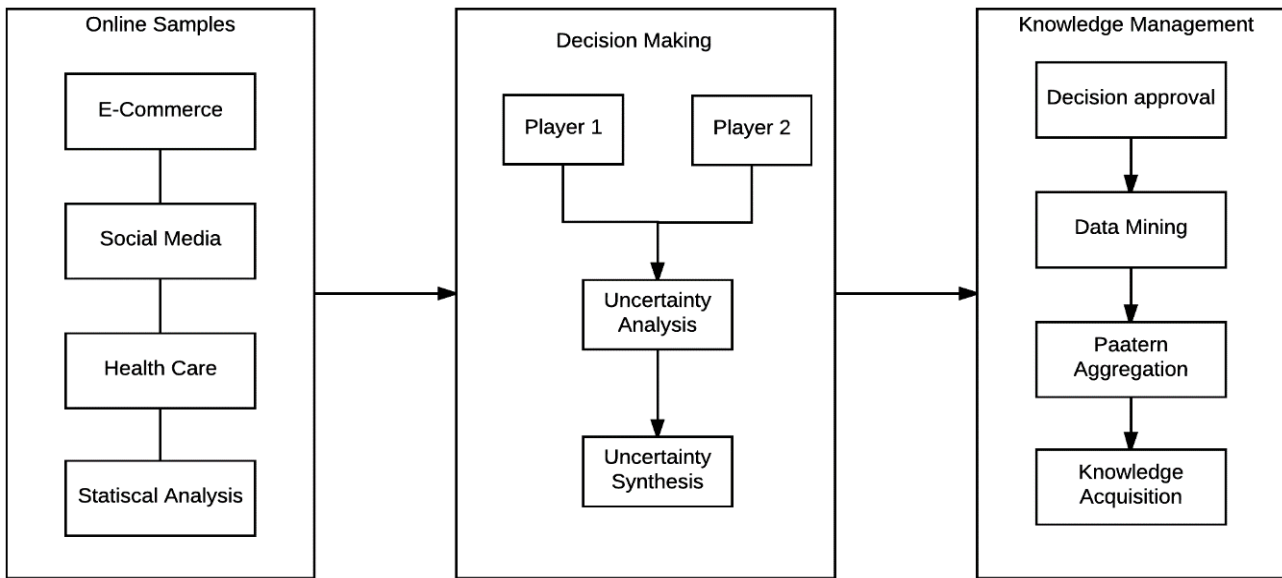 Online Samples
E-Commerce
Social Media
Health Care
Statiscal Analysis
Decision Making
Player 1
Player 2
Uncertainty
Analysis
Uncertainty
Synthesis
Knowledge Management
Decision approval
Data Mining
Paatern
Aggregation
Knowledge
Acquisition